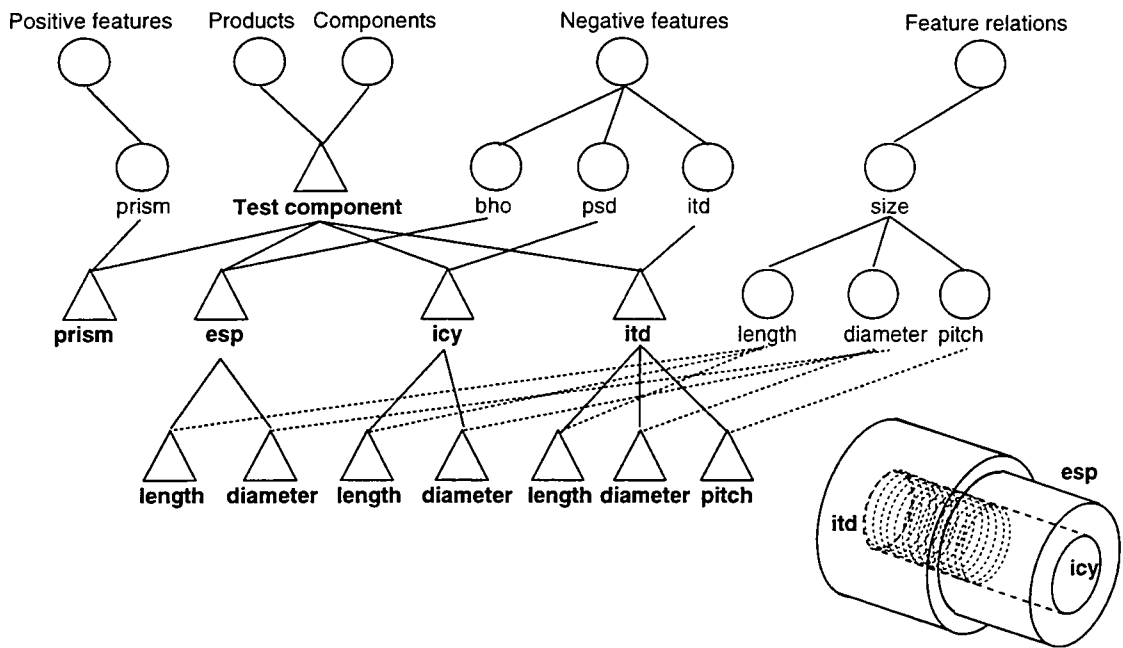 Positive features Products Components Negative features Feature relations
prism Test component bho psd itd size
prism esp icy itd length diameter pitch
length diameter length diameter length diameter pitch
esp
itd
icy